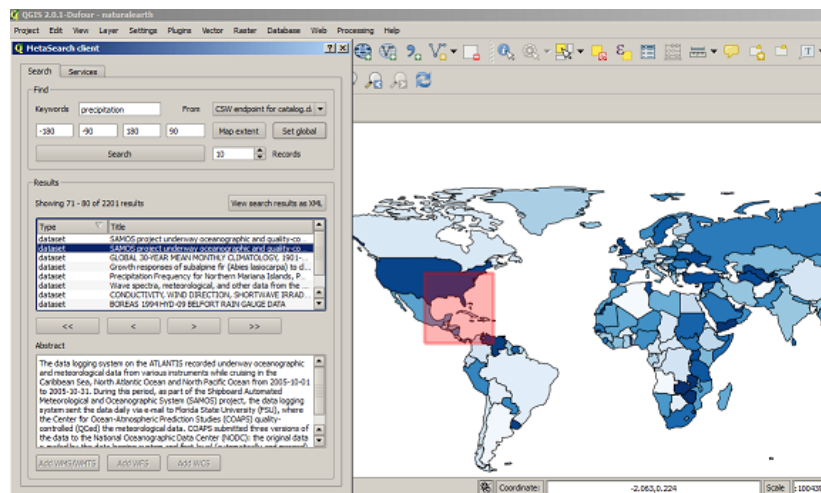 QGIS 2.0.1-Dufour - naturalearth
Project Edit View Layer Settings Plugins Vector Raster Database Web Processing Help
MetaSearch client
Search Services
Find
Keywords precipitation From CSW endpoint for catalog.d
-180 -90 180 90 Map extent Set global
Search 10 Records
Results
Showing 71 - 80 of 2201 results View search results as XML
Type Title
dataset SAMOS project underway oceanographic and quality-co...
dataset SAMOS project underway oceanographic and quality-co...
dataset GLOBAL 30-YEAR MEAN MONTHLY CLIMATOLOGY, 1901-...
dataset Growth responses of subalpine fir (Abies lasiocarpa) to d...
dataset Precipitation Frequency for Northern Mariana Islands, P...
dataset Wave spectra, meteorological, and other data from the ...
dataset CONDUCTIVITY, WIND DIRECTION, SHORTWAVE IRRAD...
dataset BOREAS 1994 HYD-09 BELFORT RAIN GAUGE DATA
<< < > >>
Abstract
The data logging system on the ATLANTIS recorded underway oceanographic
and meteorological data from various instruments while cruising in the
Caribbean Sea, North Atlantic Ocean and North Pacific Ocean from 2005-10-01
to 2005-10-31. During this period, as part of the Shipboard Automated
Meteorological and Oceanographic System (SAMOS) project, the data logging
system sent the data daily via e-mail to Florida State University (FSU), where
the Center for Ocean-Atmospheric Prediction Studies (COAPS) quality-
controlled (QCed) the meteorological data. COAPS submitted three versions of
the data to the National Oceanographic Data Center (NODC): the original data
Add WMS/WMTS Add WFS Add WCS
Coordinate: -2.063,0.224 Scale